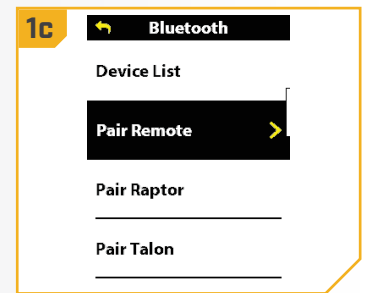 1c
Bluetooth
Device List
Pair Remote
Pair Raptor
Pair Talon